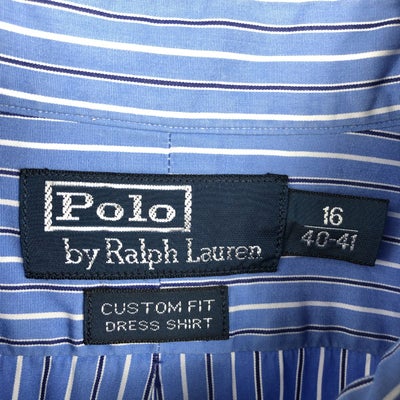 Polo
by Ralph Lauren
16
40-41
CUSTOM FIT
DRESS SHIRT